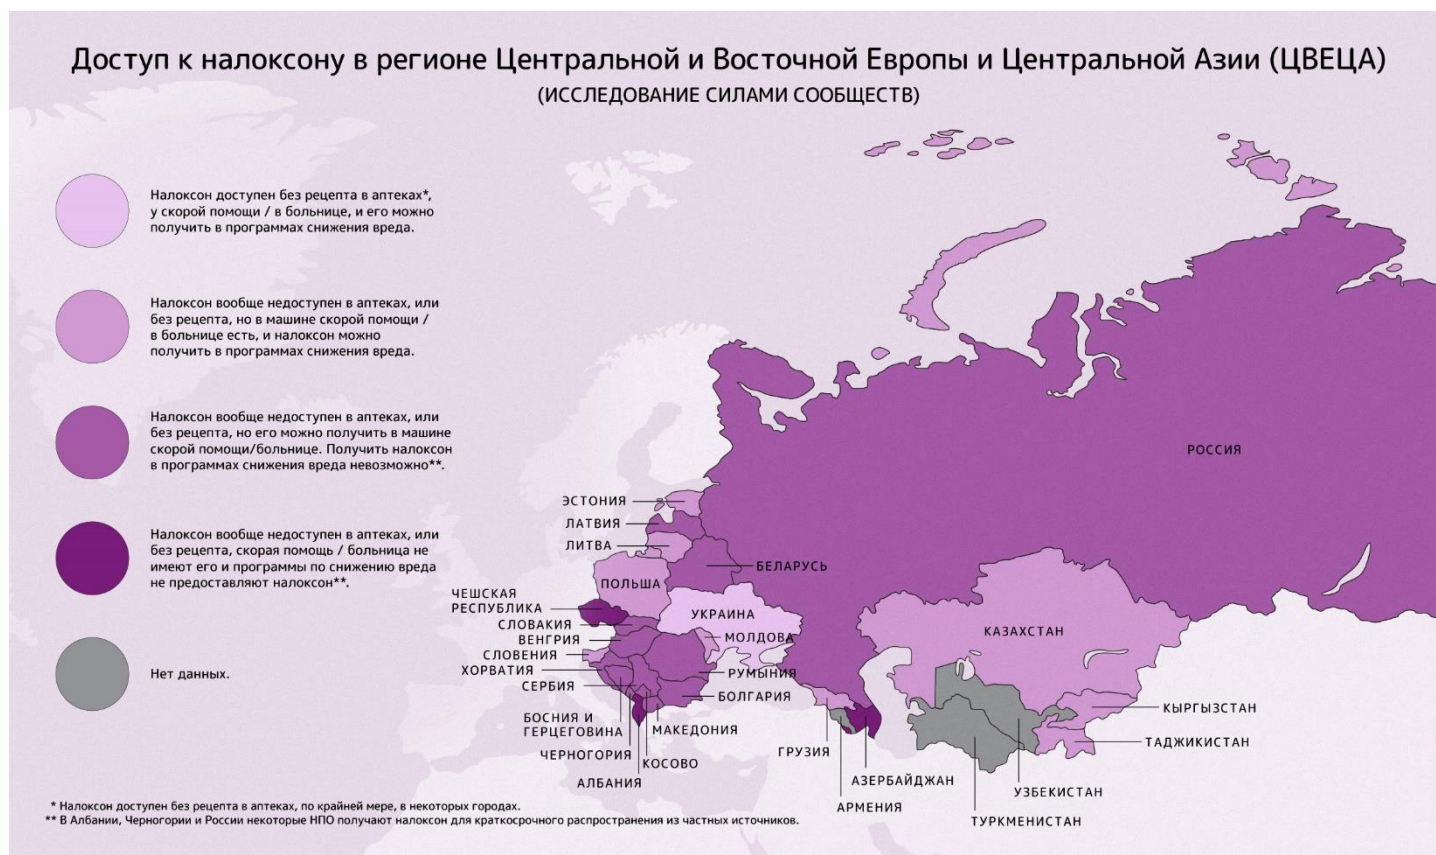 Доступ к налоксону в регионе Центральной и Восточной Европы и Центральной Азии (ЦВЕЦА)
(ИССЛЕДОВАНИЕ СИЛАМИ СООБЩЕСТВ)
Налоксон доступен без рецепта в аптеках*,
у скорой помощи / в больнице, и его можно
получить в программах снижения вреда.
Налоксон вообще недоступен в аптеках, или
без рецепта, но в машине скорой помощи /
в больнице есть, и налоксон можно
получить в программах снижения вреда.
Налоксон вообще недоступен в аптеках, или
без рецепта, но его можно получить в машине
скорой помощи/больнице. Получить налоксон
в программах снижения вреда невозможно**.
Налоксон вообще недоступен в аптеках, или
без рецепта, скорая помощь / больница не
имеют его и программы по снижению вреда
не предоставляют налоксон**.
Нет данных.
РОССИЯ
ЭСТОНИЯ
ЛАТВИЯ
ЛИТВА
БЕЛАРУСЬ
ПОЛЬША
ЧЕШСКАЯ
РЕСПУБЛИКА
УКРАИНА
СЛОВАКИЯ
ВЕНГРИЯ
МОЛДОВА
КАЗАХСТАН
СЛОВЕНИЯ
ХОРВАТИЯ
РУМЫНИЯ
СЕРБИЯ
БОЛГАРИЯ
КЫРГЫЗСТАН
БОСНИЯ И
ГЕРЦЕГОВИНА
МАКЕДОНИЯ
ТАДЖИКИСТАН
ЧЕРНОГОРИЯ
ГРУЗИЯ
КОСОВО
АЛБАНИЯ
АЗЕРБАЙДЖАН
УЗБЕКИСТАН
АРМЕНИЯ
ТУРКМЕНИСТАН
* Налоксон доступен без рецепта в аптеках, по крайней мере, в некоторых городах.
** В Албании, Черногории и России некоторые НПО получают налоксон для краткосрочного распространения из частных источников.